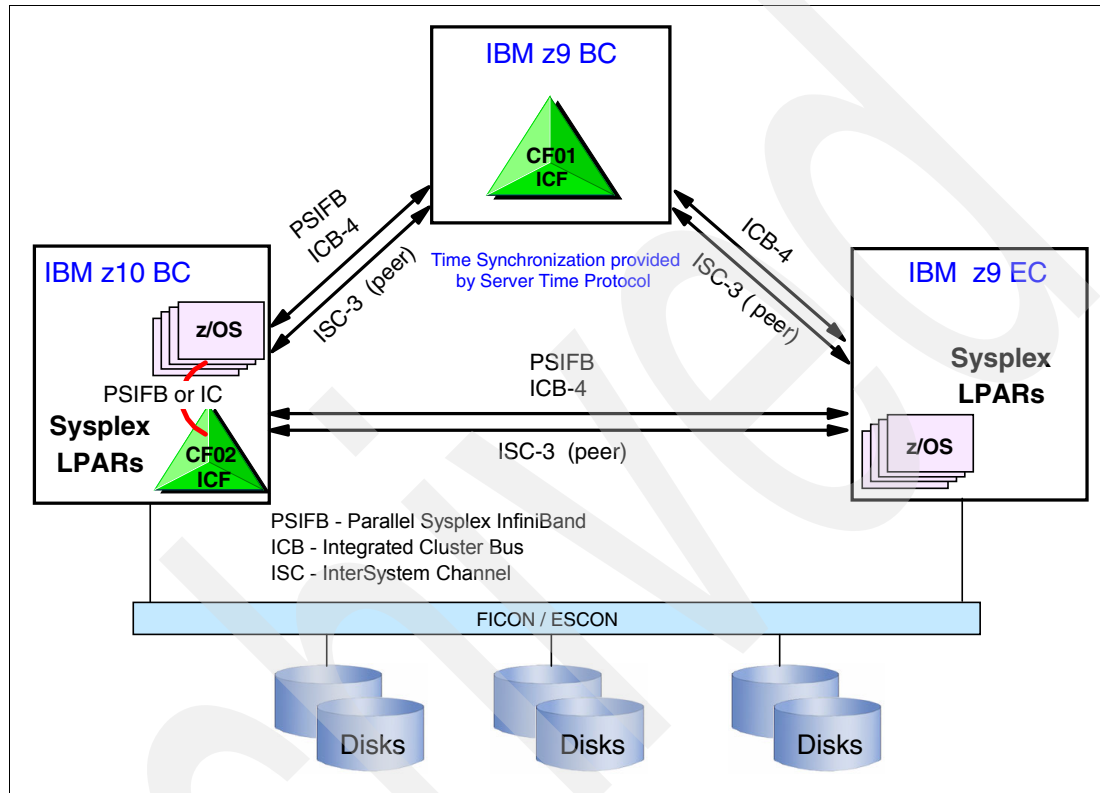 IBM z9 BC
CF01
ICF
PSIFB
ICB-4
ISC-3 (peer)
ICB-4
ISC-3 ( peer)
Time Synchronization provided
by Server Time Protocol
IBM z10 BC
z/OS
PSIFB or IC
Sysplex
LPARs
CF02
ICF
PSIFB
ICB-4
ISC-3 (peer)
IBM z9 EC
Sysplex
LPARs
z/OS
PSIFB - Parallel Sysplex InfiniBand
ICB - Integrated Cluster Bus
ISC - InterSystem Channel
FICON / ESCON
Disks
Disks
Disks